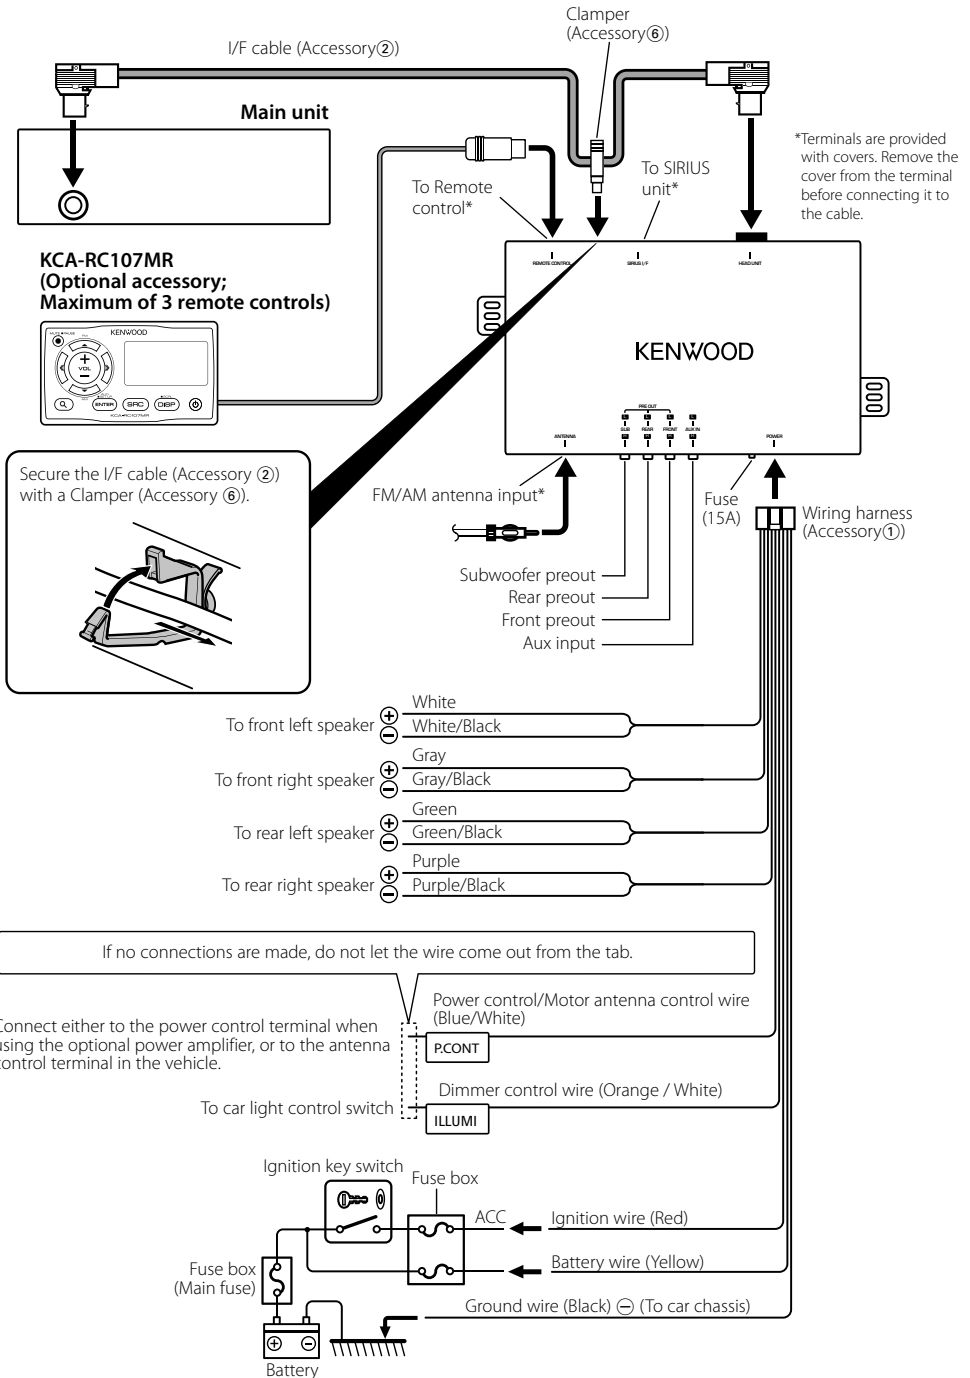 Clamper
(Accessory⑥)
I/F cable (Accessory②)
Main unit
*Terminals are provided
with covers. Remove the
cover from the terminal
before connecting it to
the cable.
To Remote
control*
To SIRIUS
unit*
KCA-RC107MR
(Optional accessory;
Maximum of 3 remote controls)
REMOTE CONTROL
SIRIUS I/F
HEAD UNIT
KENWOOD
KENWOOD
VOL
ENTER
SRC
DISP
KCA-RC107MR
PRE OUT
SUB
REAR
FRONT
AUX IN
ANTENNA
POWER
Secure the I/F cable (Accessory ②)
with a Clamper (Accessory ⑥).
FM/AM antenna input*
Fuse
(15A)
Wiring harness
(Accessory①)
Subwoofer preout
Rear preout
Front preout
Aux input
To front left speaker
White
White/Black
To front right speaker
Gray
Gray/Black
To rear left speaker
Green
Green/Black
To rear right speaker
Purple
Purple/Black
If no connections are made, do not let the wire come out from the tab.
Connect either to the power control terminal when
using the optional power amplifier, or to the antenna
control terminal in the vehicle.
Power control/Motor antenna control wire
(Blue/White)
P.CONT
To car light control switch
Dimmer control wire (Orange / White)
ILLUMI
Ignition key switch
Fuse box
ACC
Ignition wire (Red)
Fuse box
(Main fuse)
Battery wire (Yellow)
Ground wire (Black) ⊖ (To car chassis)
Battery